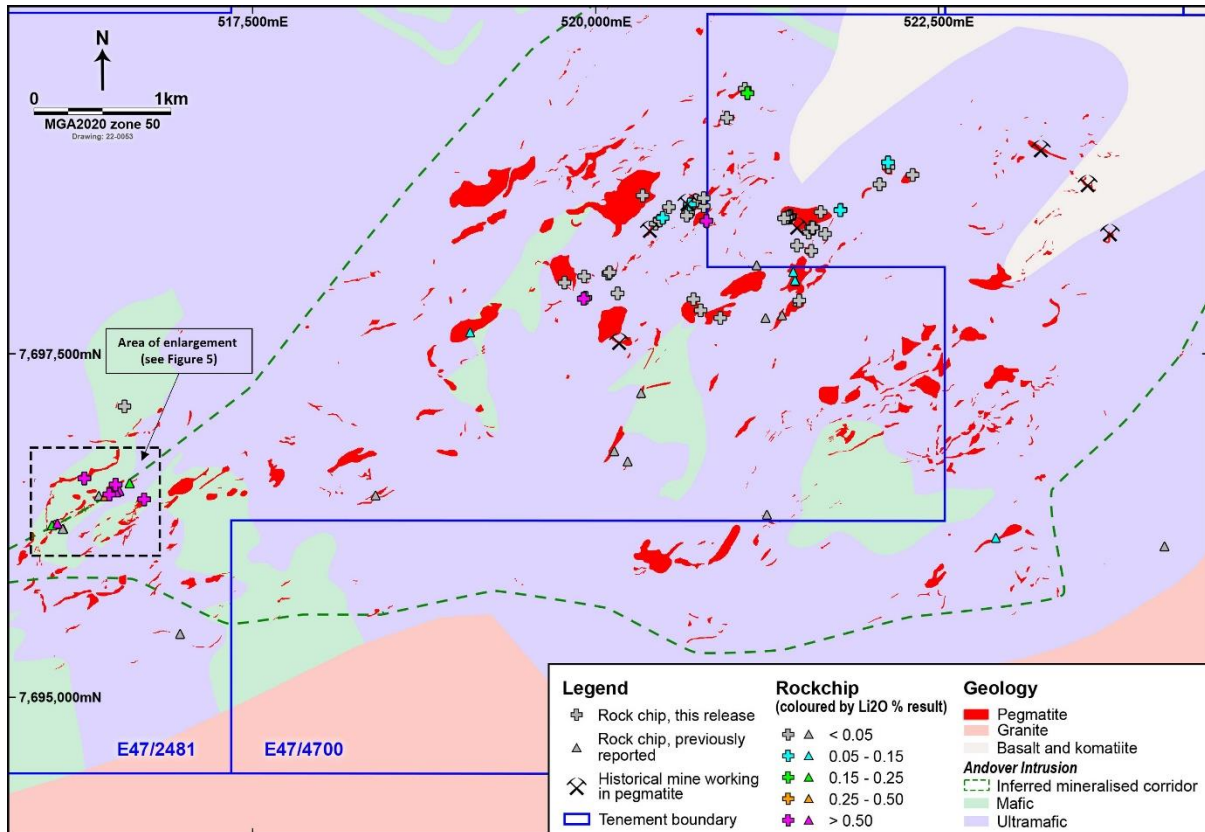 517,500mE
520,000mE
522,500mE
N
0 1km
MGA2020 zone 50
Drawing: 22-0053
Area of enlargement
(see Figure 5)
7,697,500mN
7,695,000mN
E47/2481
E47/4700
Legend
Rock chip, this release
Rock chip, previously
reported
Historical mine working
in pegmatite
Tenement boundary
Rockchip
(coloured by Li2O % result)
< 0.05
0.05 - 0.15
0.15 - 0.25
0.25 - 0.50
> 0.50
Geology
Pegmatite
Granite
Basalt and komatiite
Andover Intrusion
Inferred mineralised corridor
Mafic
Ultramafic